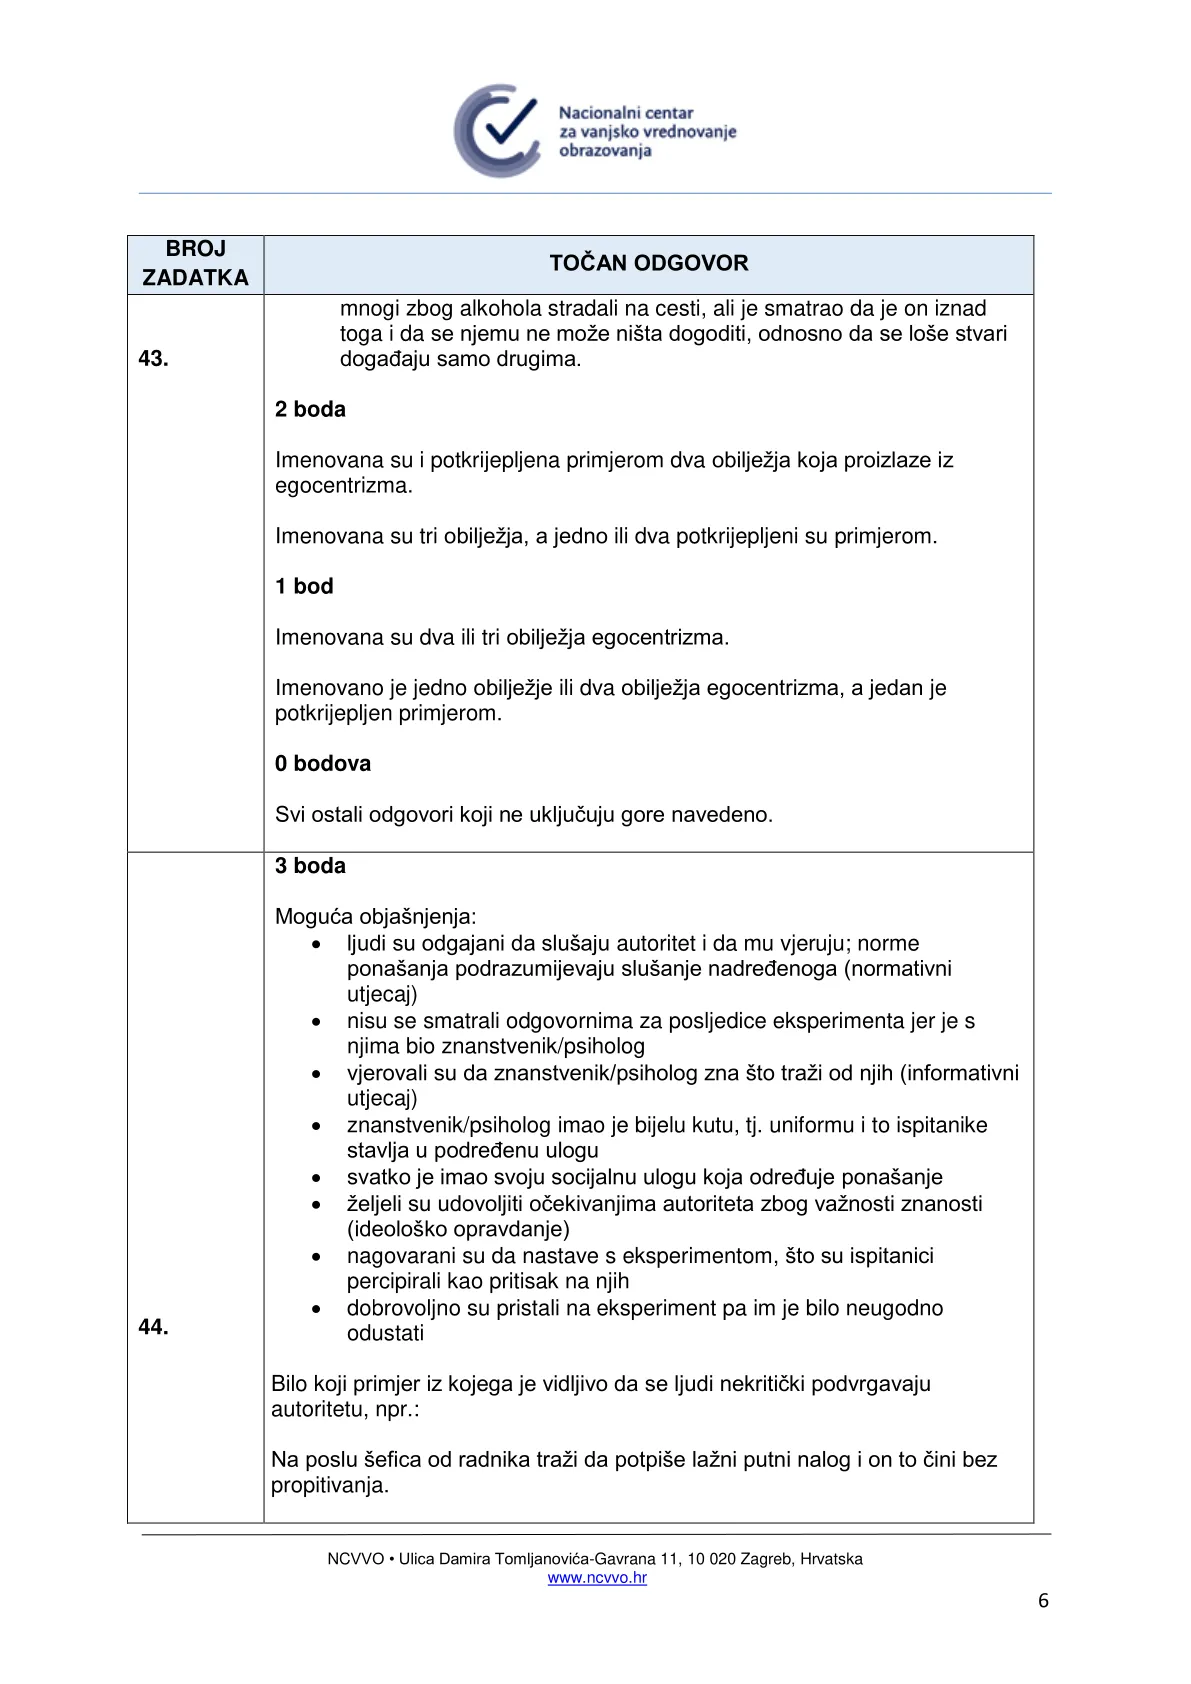 Nacionalni centar
za vanjsko vrednovanje
obrazovanja
BROJ
ZADATKA
TOČAN ODGOVOR
43.
mnogi zbog alkohola stradali na cesti, ali je smatrao da je on iznad
toga i da se njemu ne može ništa dogoditi, odnosno da se loše stvari
događaju samo drugima.
2 boda
Imenovana su i potkrijepljena primjerom dva obilježja koja proizlaze iz
egocentrizma.
Imenovana su tri obilježja, a jedno ili dva potkrijepljeni su primjerom.
1 bod
Imenovana su dva ili tri obilježja egocentrizma.
Imenovano je jedno obilježje ili dva obilježja egocentrizma, a jedan je
potkrijepljen primjerom.
0 bodova
Svi ostali odgovori koji ne uključuju gore navedeno.
44.
3 boda
Moguća objašnjenja:
• ljudi su odgajani da slušaju autoritet i da mu vjeruju; norme
ponašanja podrazumijevaju slušanje nadređenoga (normativni
utjecaj)
• nisu se smatrali odgovornima za posljedice eksperimenta jer je s
njima bio znanstvenik/psiholog
• vjerovali su da znanstvenik/psiholog zna što traži od njih (informativni
utjecaj)
• znanstvenik/psiholog imao je bijelu kutu, tj. uniformu i to ispitanike
stavlja u podređenu ulogu
• svatko je imao svoju socijalnu ulogu koja određuje ponašanje
• željeli su udovoljiti očekivanjima autoriteta zbog važnosti znanosti
(ideološko opravdanje)
• nagovarani su da nastave s eksperimentom, što su ispitanici
percipirali kao pritisak na njih
• dobrovoljno su pristali na eksperiment pa im je bilo neugodno
odustati
Bilo koji primjer iz kojega je vidljivo da se ljudi nekritički podvrgavaju
autoritetu, npr.:
Na poslu šefica od radnika traži da potpiše lažni putni nalog i on to čini bez
propitivanja.
NCVVO • Ulica Damira Tomljanovića-Gavrana 11, 10 020 Zagreb, Hrvatska
www.ncvvo.hr
6